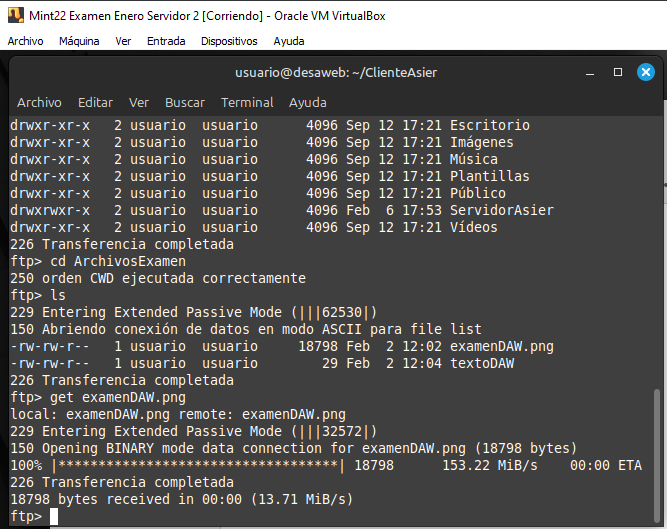 Mint22 Examen Enero Servidor 2 [Corriendo] - Oracle VM VirtualBox
Archivo Máquina Ver Entrada Dispositivos Ayuda
usuario@desaweb: ~/ClienteAsier
Archivo Editar Ver Buscar Terminal Ayuda
drwxr-xr-x   2 usuario  usuario      4096 Sep 12 17:21 Escritorio
drwxr-xr-x   2 usuario  usuario      4096 Sep 12 17:21 Imágenes
drwxr-xr-x   2 usuario  usuario      4096 Sep 12 17:21 Música
drwxr-xr-x   2 usuario  usuario      4096 Sep 12 17:21 Plantillas
drwxr-xr-x   2 usuario  usuario      4096 Sep 12 17:21 Público
drwxrwxr-x   2 usuario  usuario      4096 Feb  6 17:53 ServidorAsier
drwxr-xr-x   2 usuario  usuario      4096 Sep 12 17:21 Vídeos
226 Transferencia completada
ftp> cd ArchivosExamen
250 orden CWD ejecutada correctamente
ftp> ls
229 Entering Extended Passive Mode (|||62530|)
150 Abriendo conexión de datos en modo ASCII para file list
-rw-rw-r--   1 usuario  usuario     18798 Feb  2 12:02 examenDAW.png
-rw-rw-r--   1 usuario  usuario        29 Feb  2 12:04 textoDAW
226 Transferencia completada
ftp> get examenDAW.png
local: examenDAW.png remote: examenDAW.png
229 Entering Extended Passive Mode (|||32572|)
150 Opening BINARY mode data connection for examenDAW.png (18798 bytes)
100% |***********************************| 18798      153.22 MiB/s    00:00 ETA
226 Transferencia completada
18798 bytes received in 00:00 (13.71 MiB/s)
ftp>